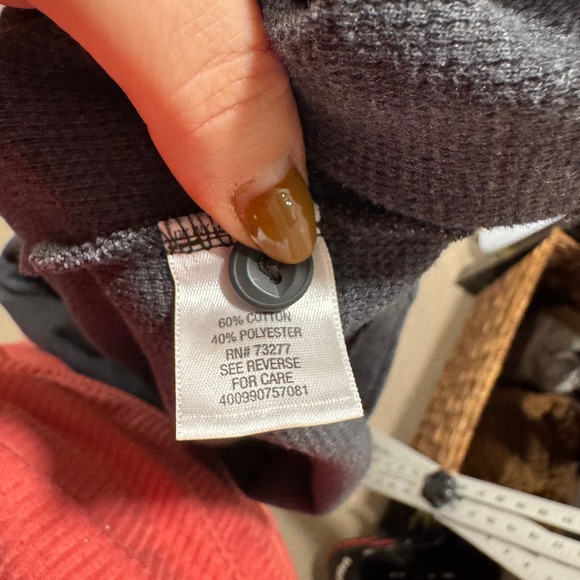 60% COTTON
40% POLYESTER
RN# 73277
SEE REVERSE
FOR CARE
400990757081